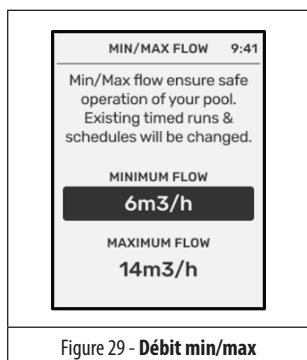 MIN/MAX FLOW 9:41
Min/Max flow ensure safe
operation of your pool.
Existing timed runs &
schedules will be changed.
MINIMUM FLOW
6m3/h
MAXIMUM FLOW
14m3/h
Figure 29 - Débit min/max